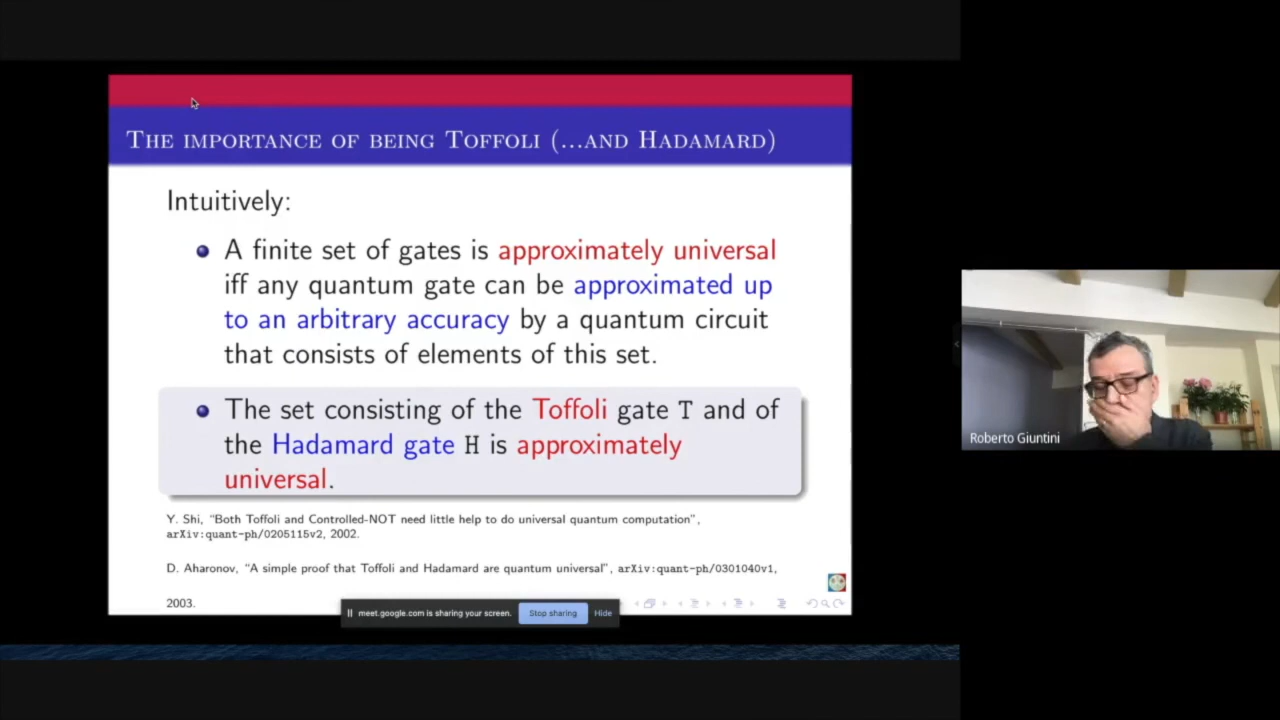 The importance of being Toffoli (...and Hadamard)
Intuitively:
A finite set of gates is approximately universal
iff any quantum gate can be approximated up
to an arbitrary accuracy by a quantum circuit
that consists of elements of this set.
The set consisting of the Toffoli gate T and of
the Hadamard gate H is approximately
universal.
Y. Shi, "Both Toffoli and Controlled-NOT need little help to do universal quantum computation",
arXiv:quant-ph/0205115v2, 2002.
D. Aharonov, "A simple proof that Toffoli and Hadamard are quantum universal", arXiv:quant-ph/0301040v1,
2003.
meet.google.com is sharing your screen. Stop sharing Hide
Roberto Giuntini